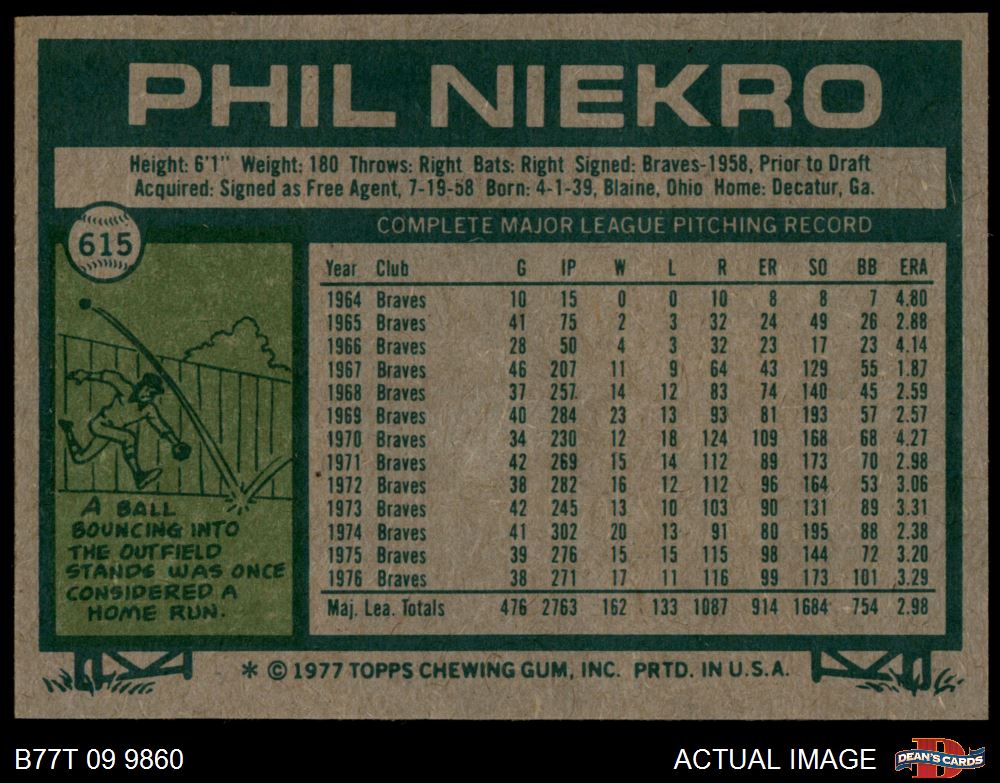 PHIL NIEKRO
Height: 6'1" Weight: 180 Throws: Right Bats: Right Signed: Braves-1958, Prior to Draft
Acquired: Signed as Free Agent, 7-19-58 Born: 4-1-39, Blaine, Ohio Home: Decatur, Ga.
615
COMPLETE MAJOR LEAGUE PITCHING RECORD
Year Club G IP W L R ER SO BB ERA
1964 Braves 10 15 0 0 10 8 8 7 4.80
1965 Braves 41 75 2 3 32 24 49 26 2.88
1966 Braves 28 50 4 3 32 23 17 23 4.14
1967 Braves 46 207 11 9 64 43 129 55 1.87
1968 Braves 37 257 14 12 83 74 140 45 2.59
1969 Braves 40 284 23 13 93 81 193 57 2.57
1970 Braves 34 230 12 18 124 109 168 68 4.27
1971 Braves 42 269 15 14 112 89 173 70 2.98
1972 Braves 38 282 16 12 112 96 164 53 3.06
1973 Braves 42 245 13 10 103 90 131 89 3.31
1974 Braves 41 302 20 13 91 80 195 88 2.38
1975 Braves 39 276 15 15 115 98 144 72 3.20
1976 Braves 38 271 17 11 116 99 173 101 3.29
Maj. Lea. Totals 476 2763 162 133 1087 914 1684 754 2.98
A BALL
BOUNCING INTO
THE OUTFIELD
STANDS WAS ONCE
CONSIDERED A
HOME RUN.
* © 1977 TOPPS CHEWING GUM, INC. PRTD. IN U.S.A.
B77T 09 9860
ACTUAL IMAGE
DEAN'S CARDS